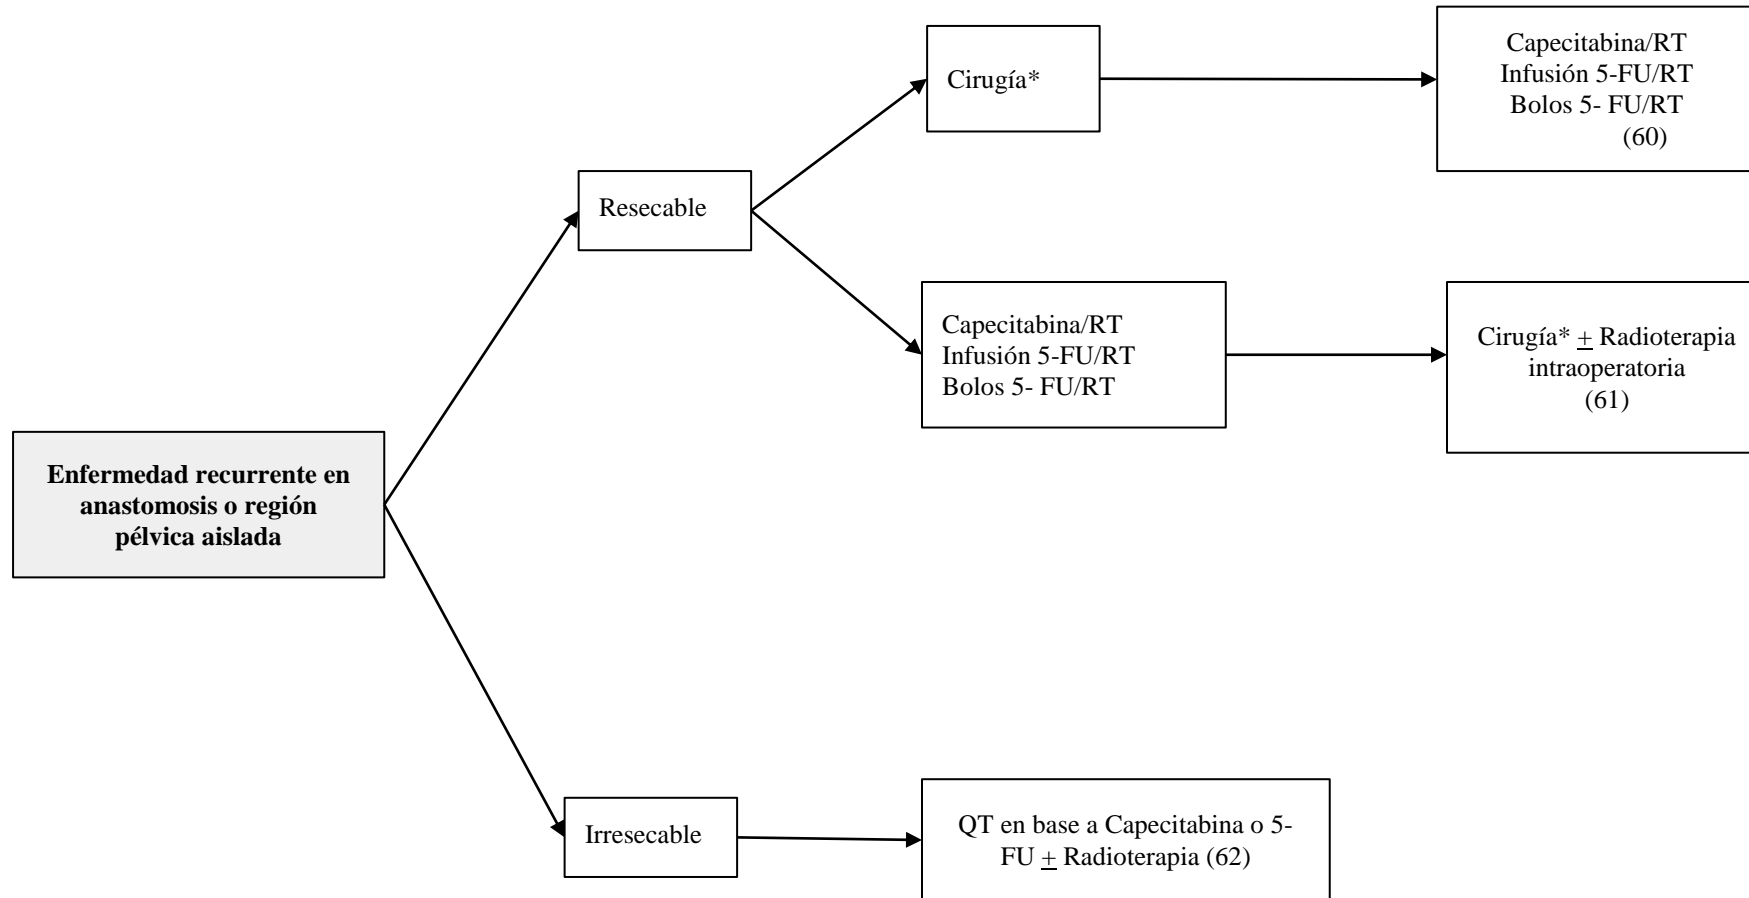 Cirugía*
Capecitabina/RT
Infusión 5-FU/RT
Bolos 5- FU/RT
(60)
Resecable
Capecitabina/RT
Infusión 5-FU/RT
Bolos 5- FU/RT
Cirugía* + Radioterapia
intraoperatoria
(61)
Enfermedad recurrente en
anastomosis o región
pélvica aislada
Irresecable
QT en base a Capecitabina o 5-
FU + Radioterapia (62)